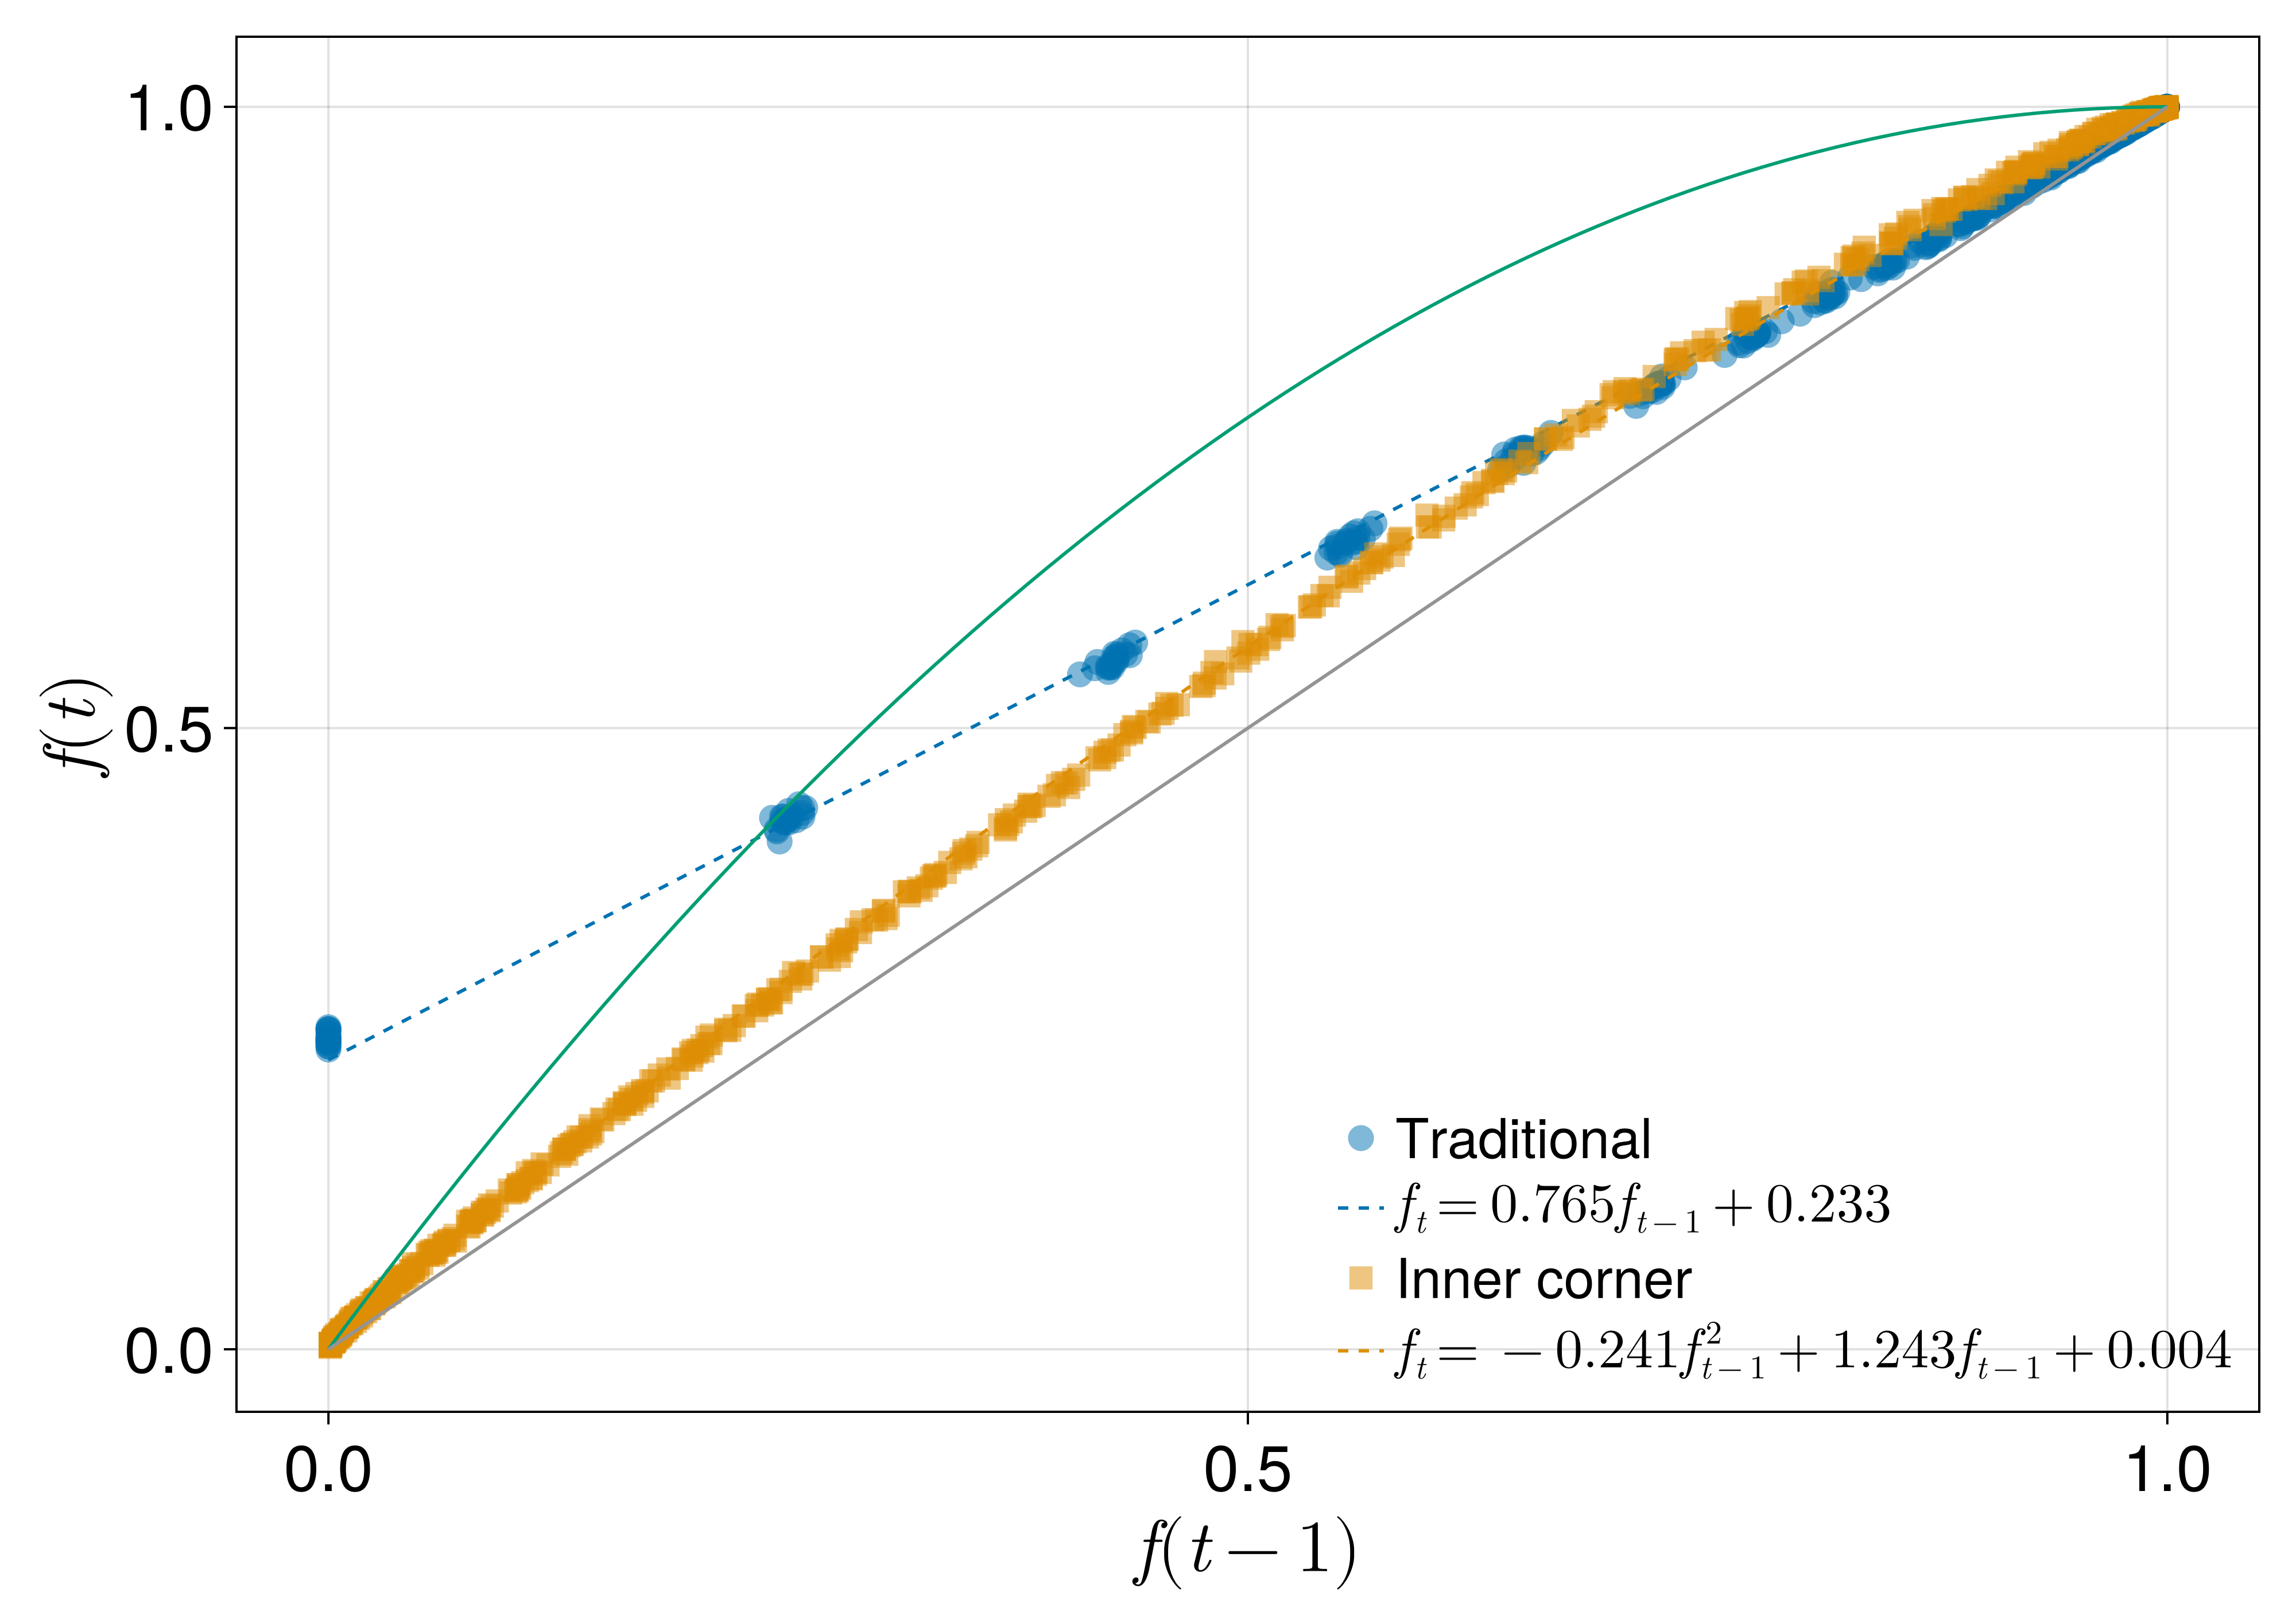 1.0
0.5
0.0
f(t)
Traditional
f_t = 0.765f_{t-1} + 0.233
Inner corner
f_t = -0.241f_{t-1}^2 + 1.243f_{t-1} + 0.004
0.0 0.5 1.0
f(t-1)